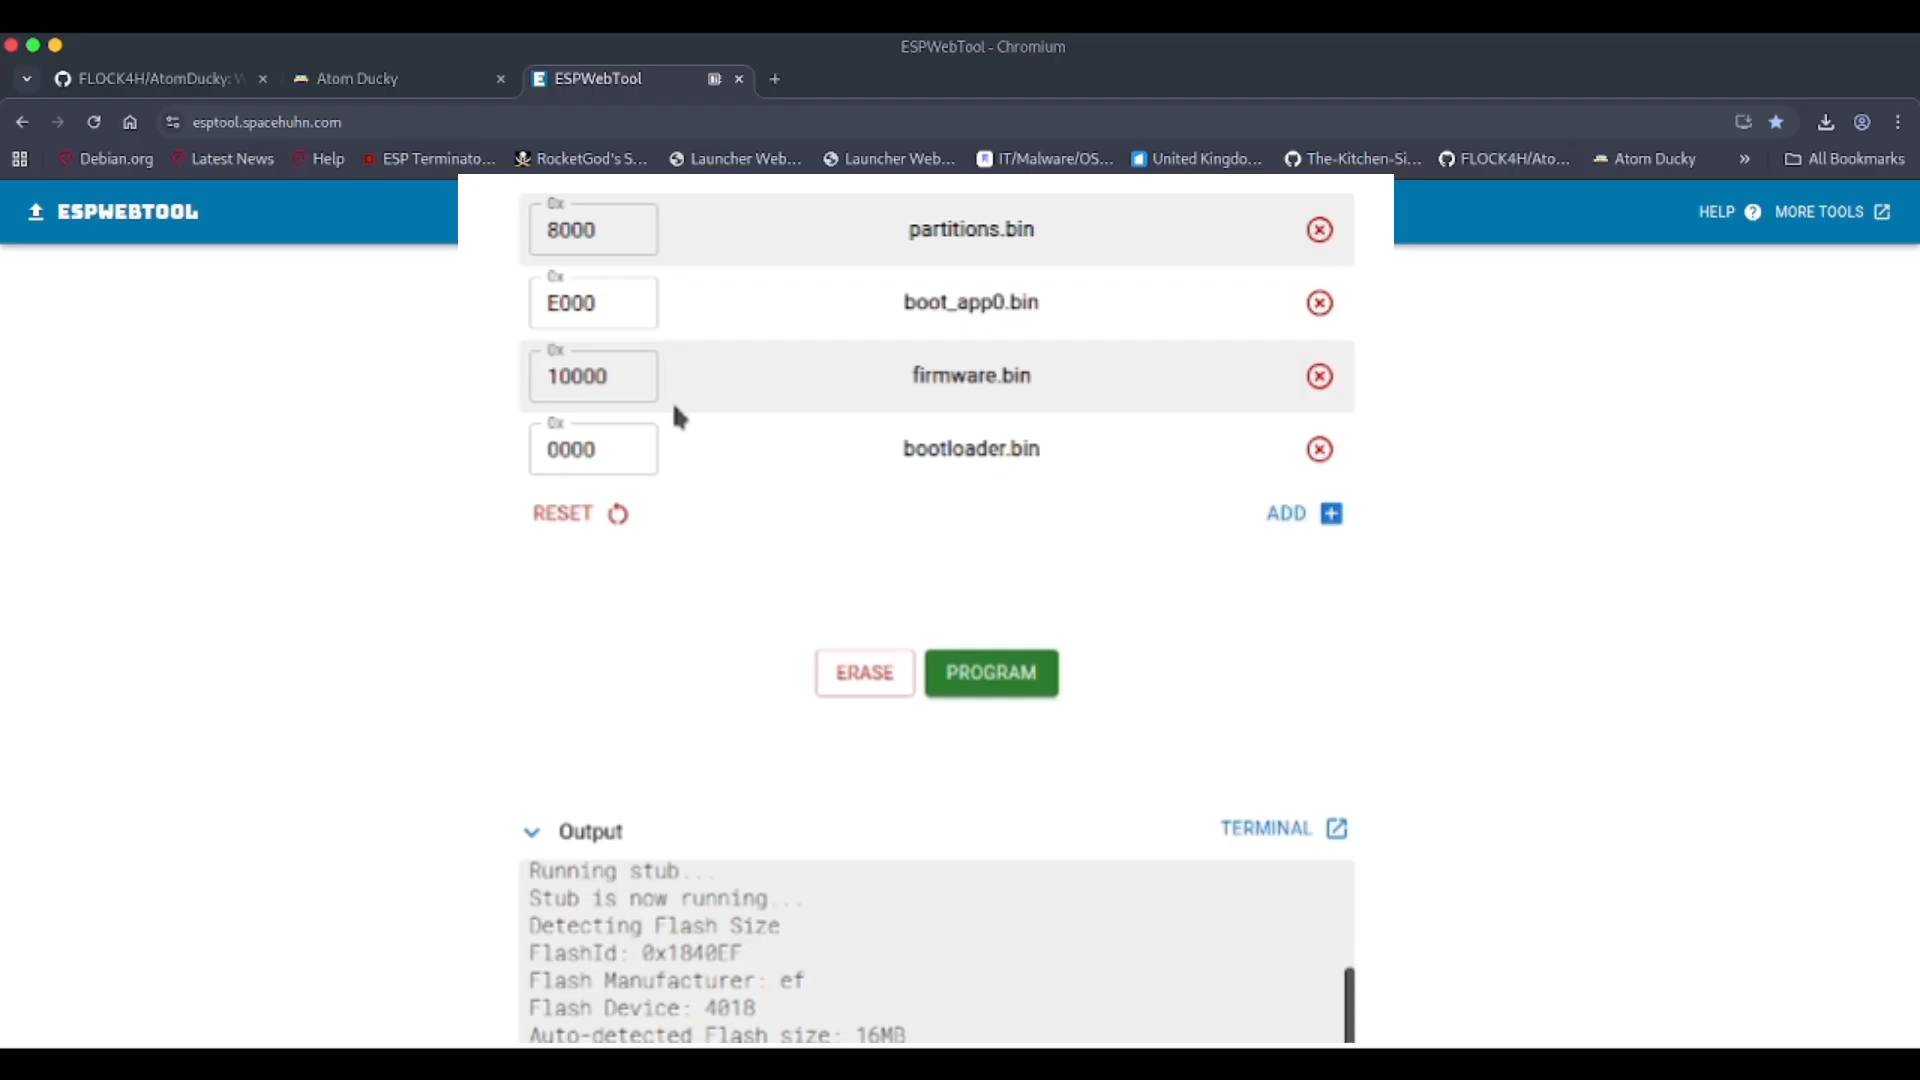 ESPWebTool - Chromium
FLOCK4H/AtomDucky: W
Atom Ducky
ESPWebTool
esptool.spacehuhn.com
Debian.org
Latest News
Help
ESP Terminato...
RocketGod's S...
Launcher Web...
Launcher Web...
IT/Malware/OS...
United Kingdo...
The-Kitchen-Si...
FLOCK4H/Ato...
Atom Ducky
»
All Bookmarks
ESPWEBTOOL
HELP
MORE TOOLS
0x
8000
partitions.bin
0x
E000
boot_app0.bin
0x
10000
firmware.bin
0x
0000
bootloader.bin
RESET
ADD
ERASE
PROGRAM
Output
TERMINAL
Running stub...
Stub is now running...
Detecting Flash Size
FlashId: 0x1840EF
Flash Manufacturer: ef
Flash Device: 4018
Auto-detected Flash size: 16MB